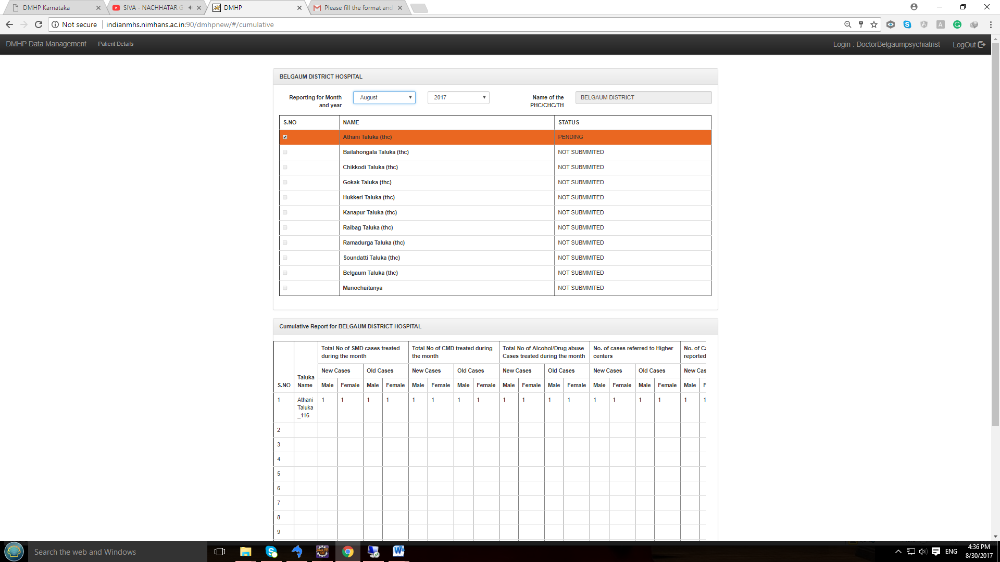 DMHP Karnataka
SIVA - NACHHATAR G
DMHP
Please fill the format and
Not secure
indianmhs.nimhans.ac.in:90/dmhpnew/#/cumulative
DMHP Data Management
Patient Details
Login : DoctorBelgaumpsychiatrist
LogOut
BELGAUM DISTRICT HOSPITAL
Reporting for Month
and year
August
2017
Name of the
PHC/CHC/TH
BELGAUM DISTRICT
S.NO NAME STATUS
Athani Taluka (thc) PENDING
Bailahongala Taluka (thc) NOT SUBMMITED
Chikkodi Taluka (thc) NOT SUBMMITED
Gokak Taluka (thc) NOT SUBMMITED
Hukkeri Taluka (thc) NOT SUBMMITED
Kanapur Taluka (thc) NOT SUBMMITED
Raibag Taluka (thc) NOT SUBMMITED
Ramadurga Taluka (thc) NOT SUBMMITED
Soundatti Taluka (thc) NOT SUBMMITED
Belgaum Taluka (thc) NOT SUBMMITED
Manochaitanya NOT SUBMMITED
Cumulative Report for BELGAUM DISTRICT HOSPITAL
S.NO
Taluka
Name
Total No of SMD cases treated
during the month
Total No of CMD treated during
the month
Total No of Alcohol/Drug abuse
Cases treated during the month
No. of cases referred to Higher
centers
No. of Ca
reported
New Cases Old Cases New Cases Old Cases New Cases Old Cases New Cases Old Cases New Cas
Male Female Male Female Male Female Male Female Male Female Male Female Male Female Male Female Male F
1
Athani
Taluka
_116
1 1 1 1 1 1 1 1 1 1 1 1 1 1 1 1 1 1
2
3
4
5
6
7
8
9
Search the web and Windows
ENG
4:36 PM
8/30/2017